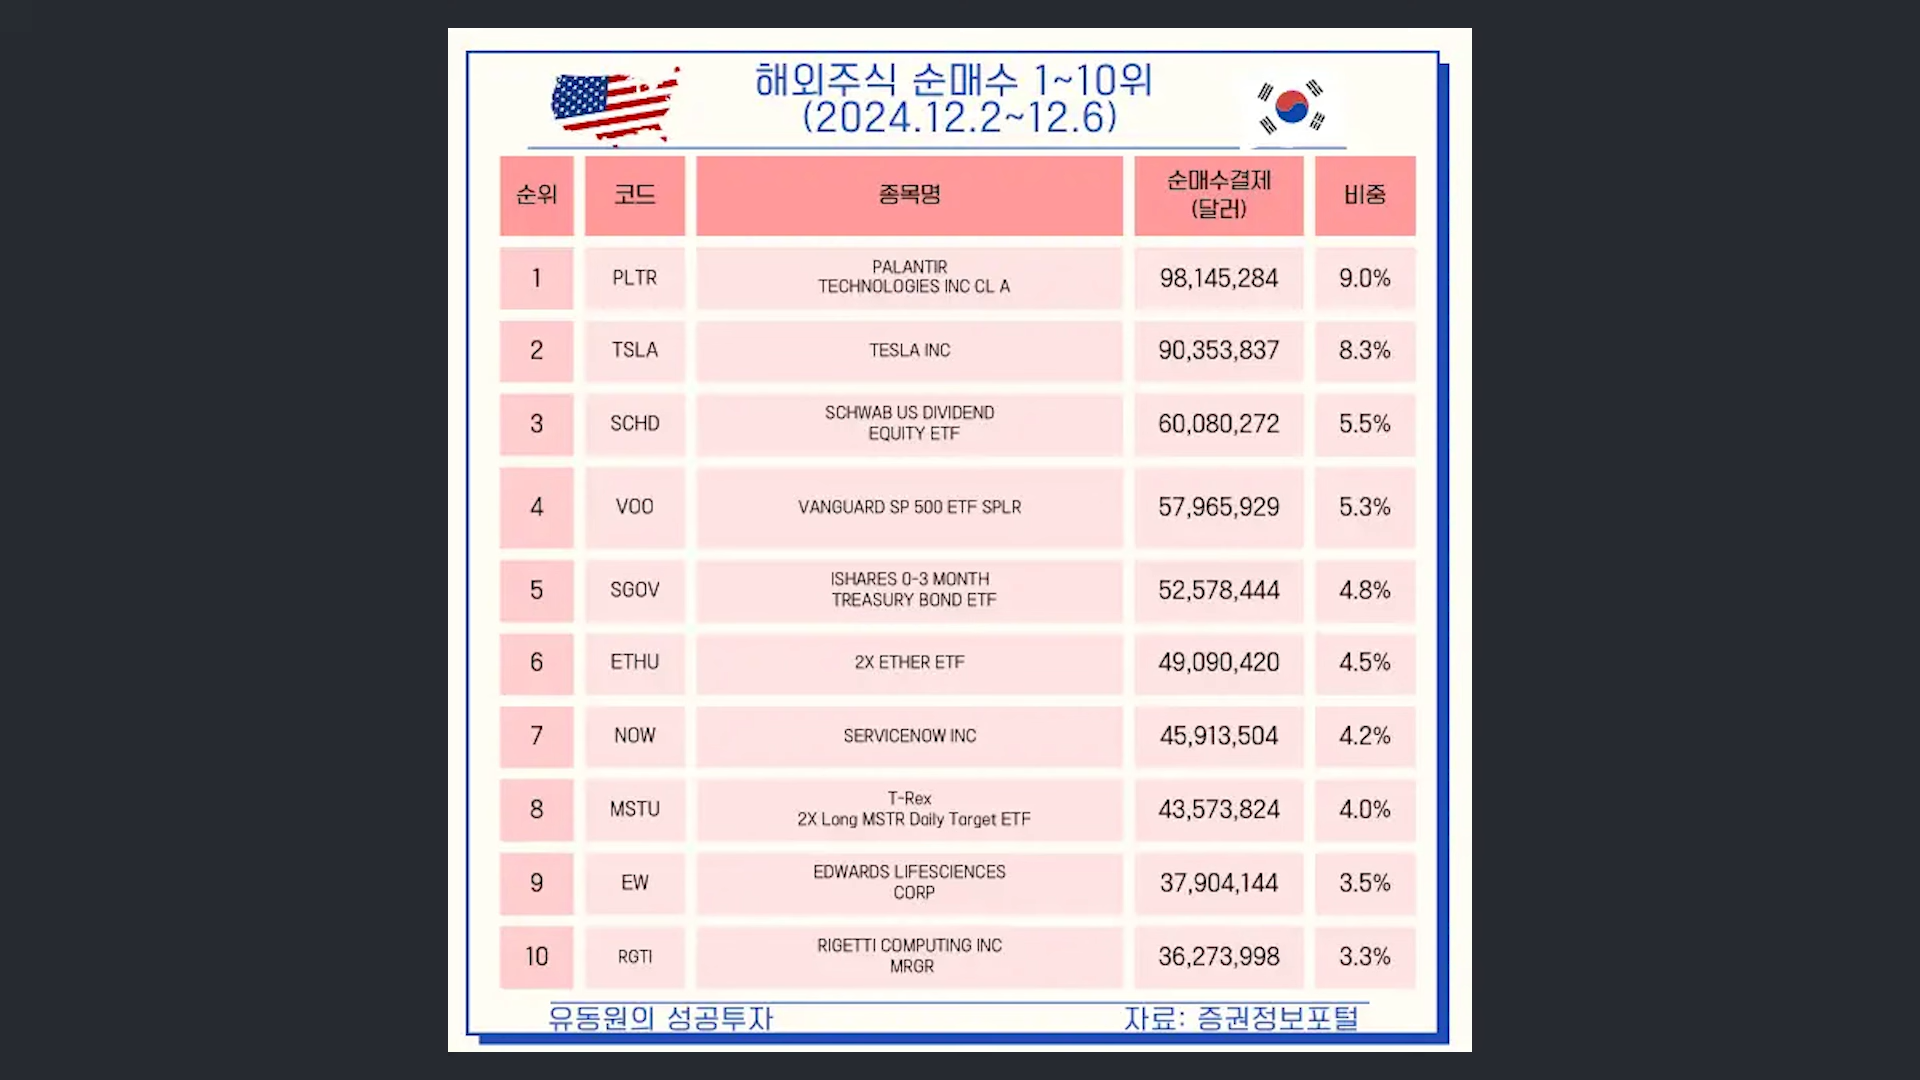 해외주식 순매수 1~10위
(2024.12.2~12.6)
순위 코드 종목명 순매수결제 (달러) 비중
1 PLTR PALANTIR TECHNOLOGIES INC CL A 98,145,284 9.0%
2 TSLA TESLA INC 90,353,837 8.3%
3 SCHD SCHWAB US DIVIDEND EQUITY ETF 60,080,272 5.5%
4 VOO VANGUARD SP 500 ETF SPLR 57,965,929 5.3%
5 SGOV ISHARES 0-3 MONTH TREASURY BOND ETF 52,578,444 4.8%
6 ETHU 2X ETHER ETF 49,090,420 4.5%
7 NOW SERVICENOW INC 45,913,504 4.2%
8 MSTU T-Rex 2X Long MSTR Daily Target ETF 43,573,824 4.0%
9 EW EDWARDS LIFESCIENCES CORP 37,904,144 3.5%
10 RGTI RIGETTI COMPUTING INC MRGR 36,273,998 3.3%
유동원의 성공투자 자료: 증권정보포털